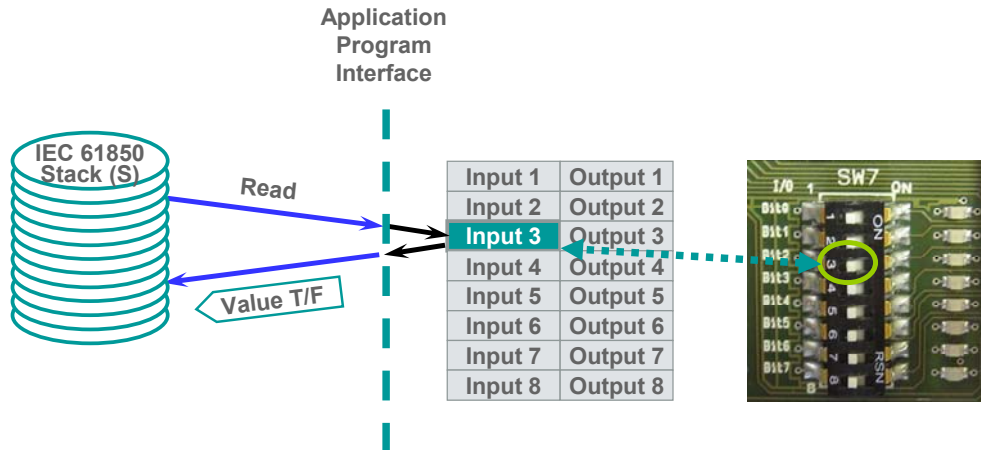 Application
Program
Interface
IEC 61850
Stack (S)
Read
Value T/F
Input 1 Output 1
Input 2 Output 2
Input 3 Output 3
Input 4 Output 4
Input 5 Output 5
Input 6 Output 6
Input 7 Output 7
Input 8 Output 8
SW7
I/O 1 ON
Bit0 1 ON
Bit1 2
Bit2 3
Bit3 4
Bit4 5
Bit5 6
Bit6 7 RSN
Bit7 8
8